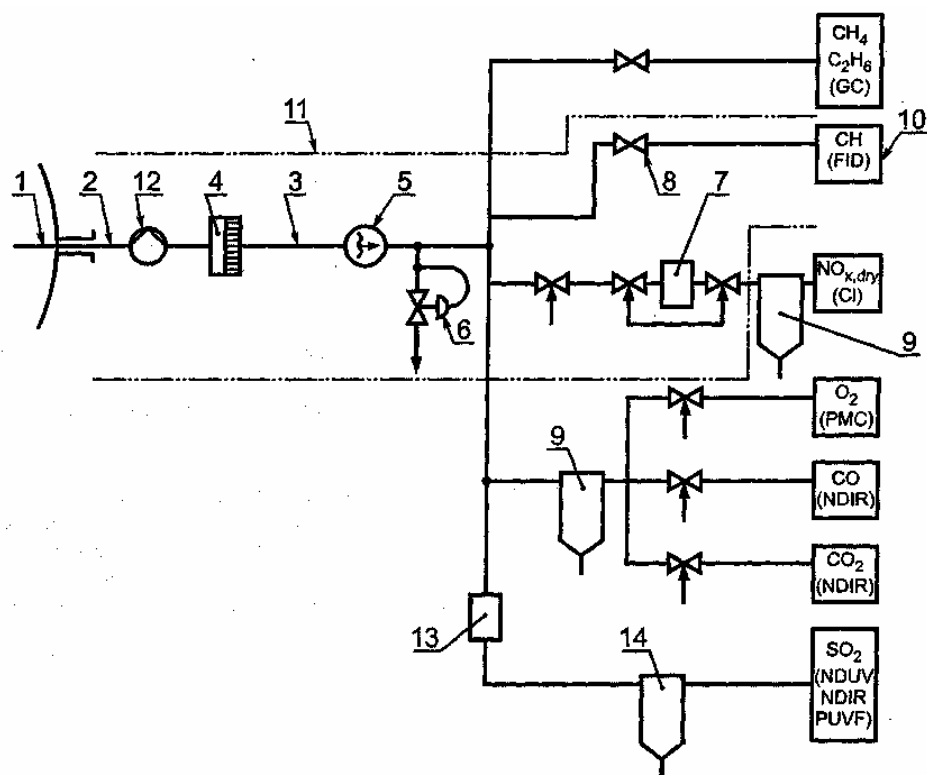 CH4
C2H6
(GC)
11
10
CH
(FID)
1
2
12
4
3
5
8
7
6
NOx,dry
(CI)
9
O2
(PMC)
9
CO
(NDIR)
CO2
(NDIR)
13
14
SO2
(NDUV
NDIR
PUVF)